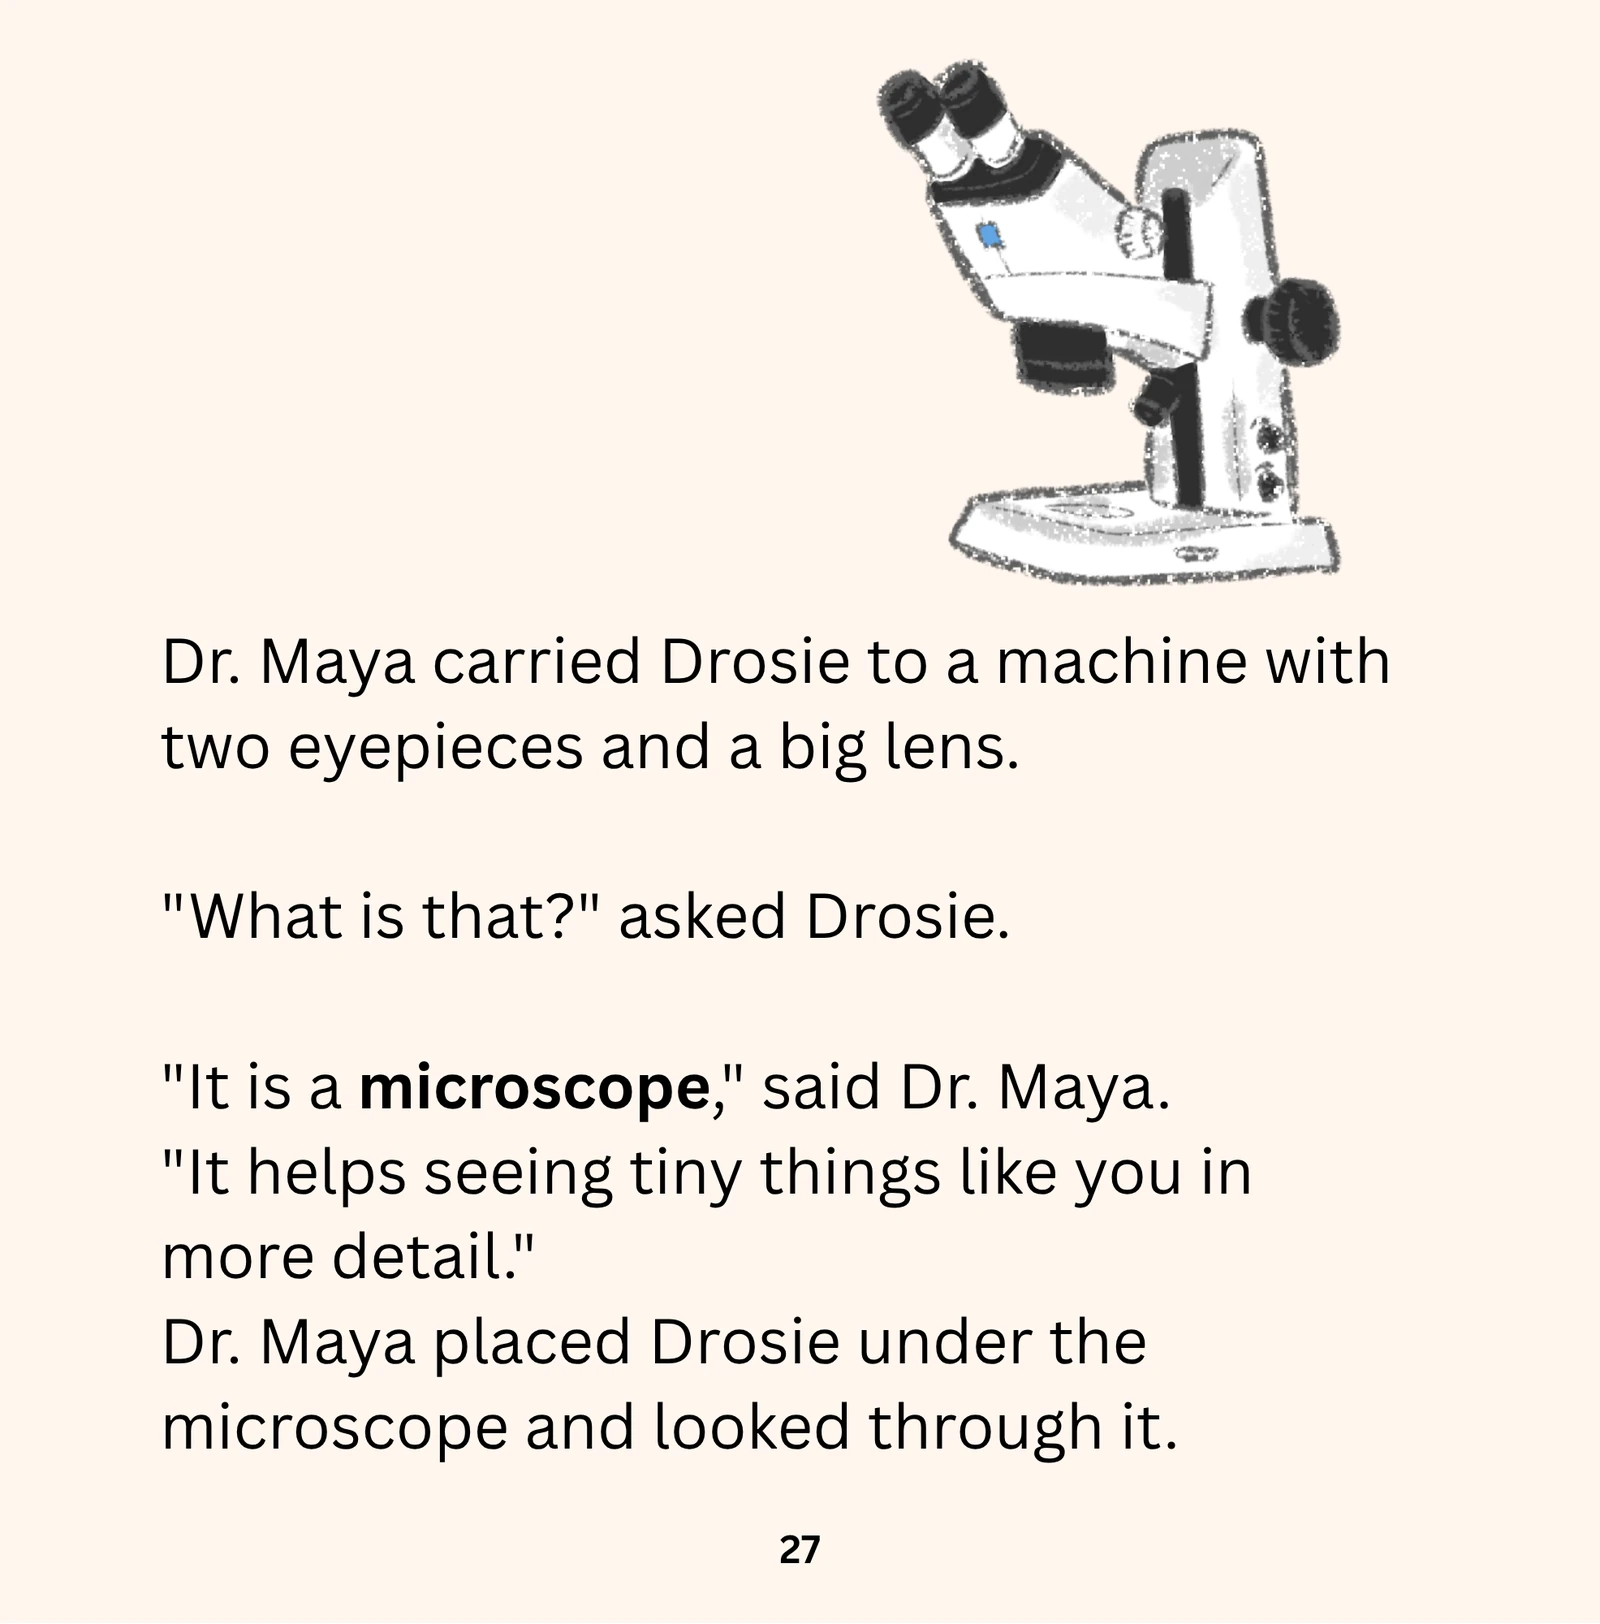 Dr. Maya carried Drosie to a machine with
two eyepieces and a big lens.
"What is that?" asked Drosie.
"It is a microscope," said Dr. Maya.
"It helps seeing tiny things like you in
more detail."
Dr. Maya placed Drosie under the
microscope and looked through it.
27